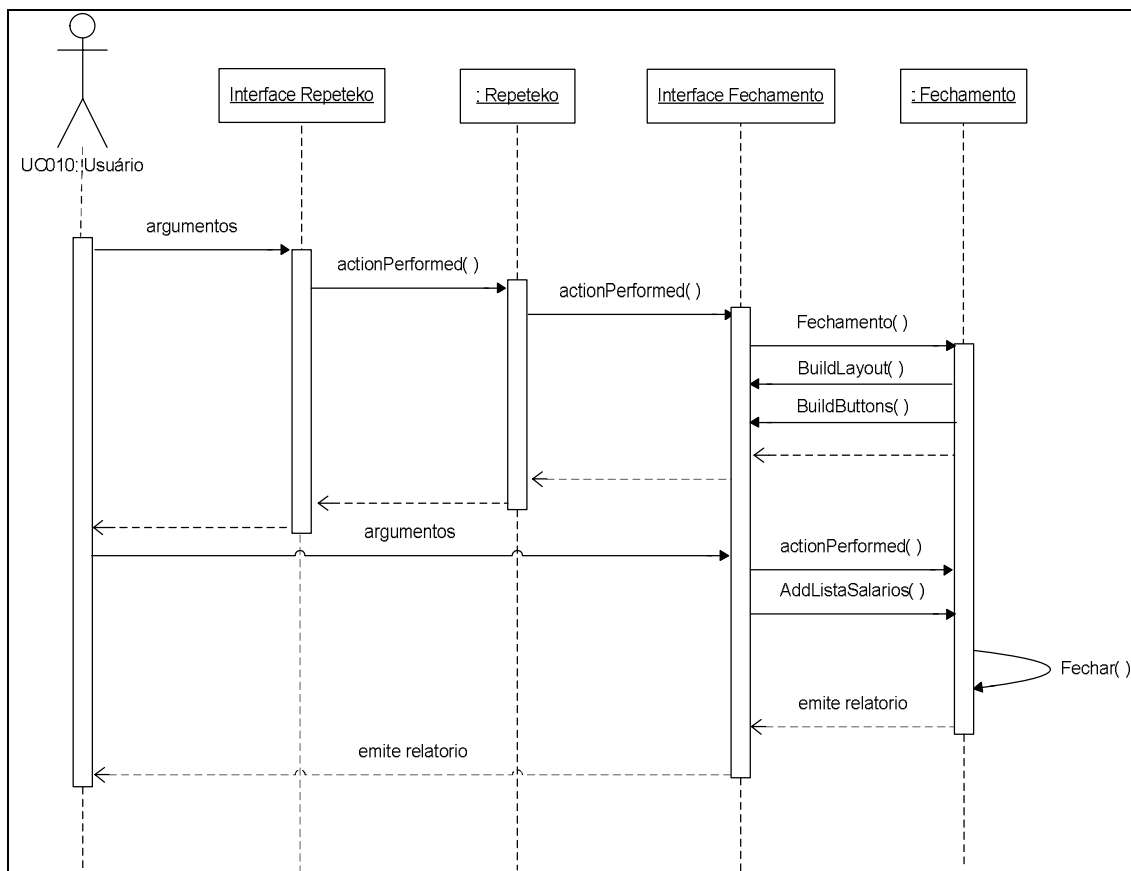 Interface Repeteko
: Repeteko
Interface Fechamento
: Fechamento
UC010: Usuário
argumentos
actionPerformed( )
actionPerformed( )
Fechamento( )
BuildLayout( )
BuildButtons( )
argumentos
actionPerformed( )
AddListaSalarios( )
Fechar( )
emite relatorio
emite relatorio